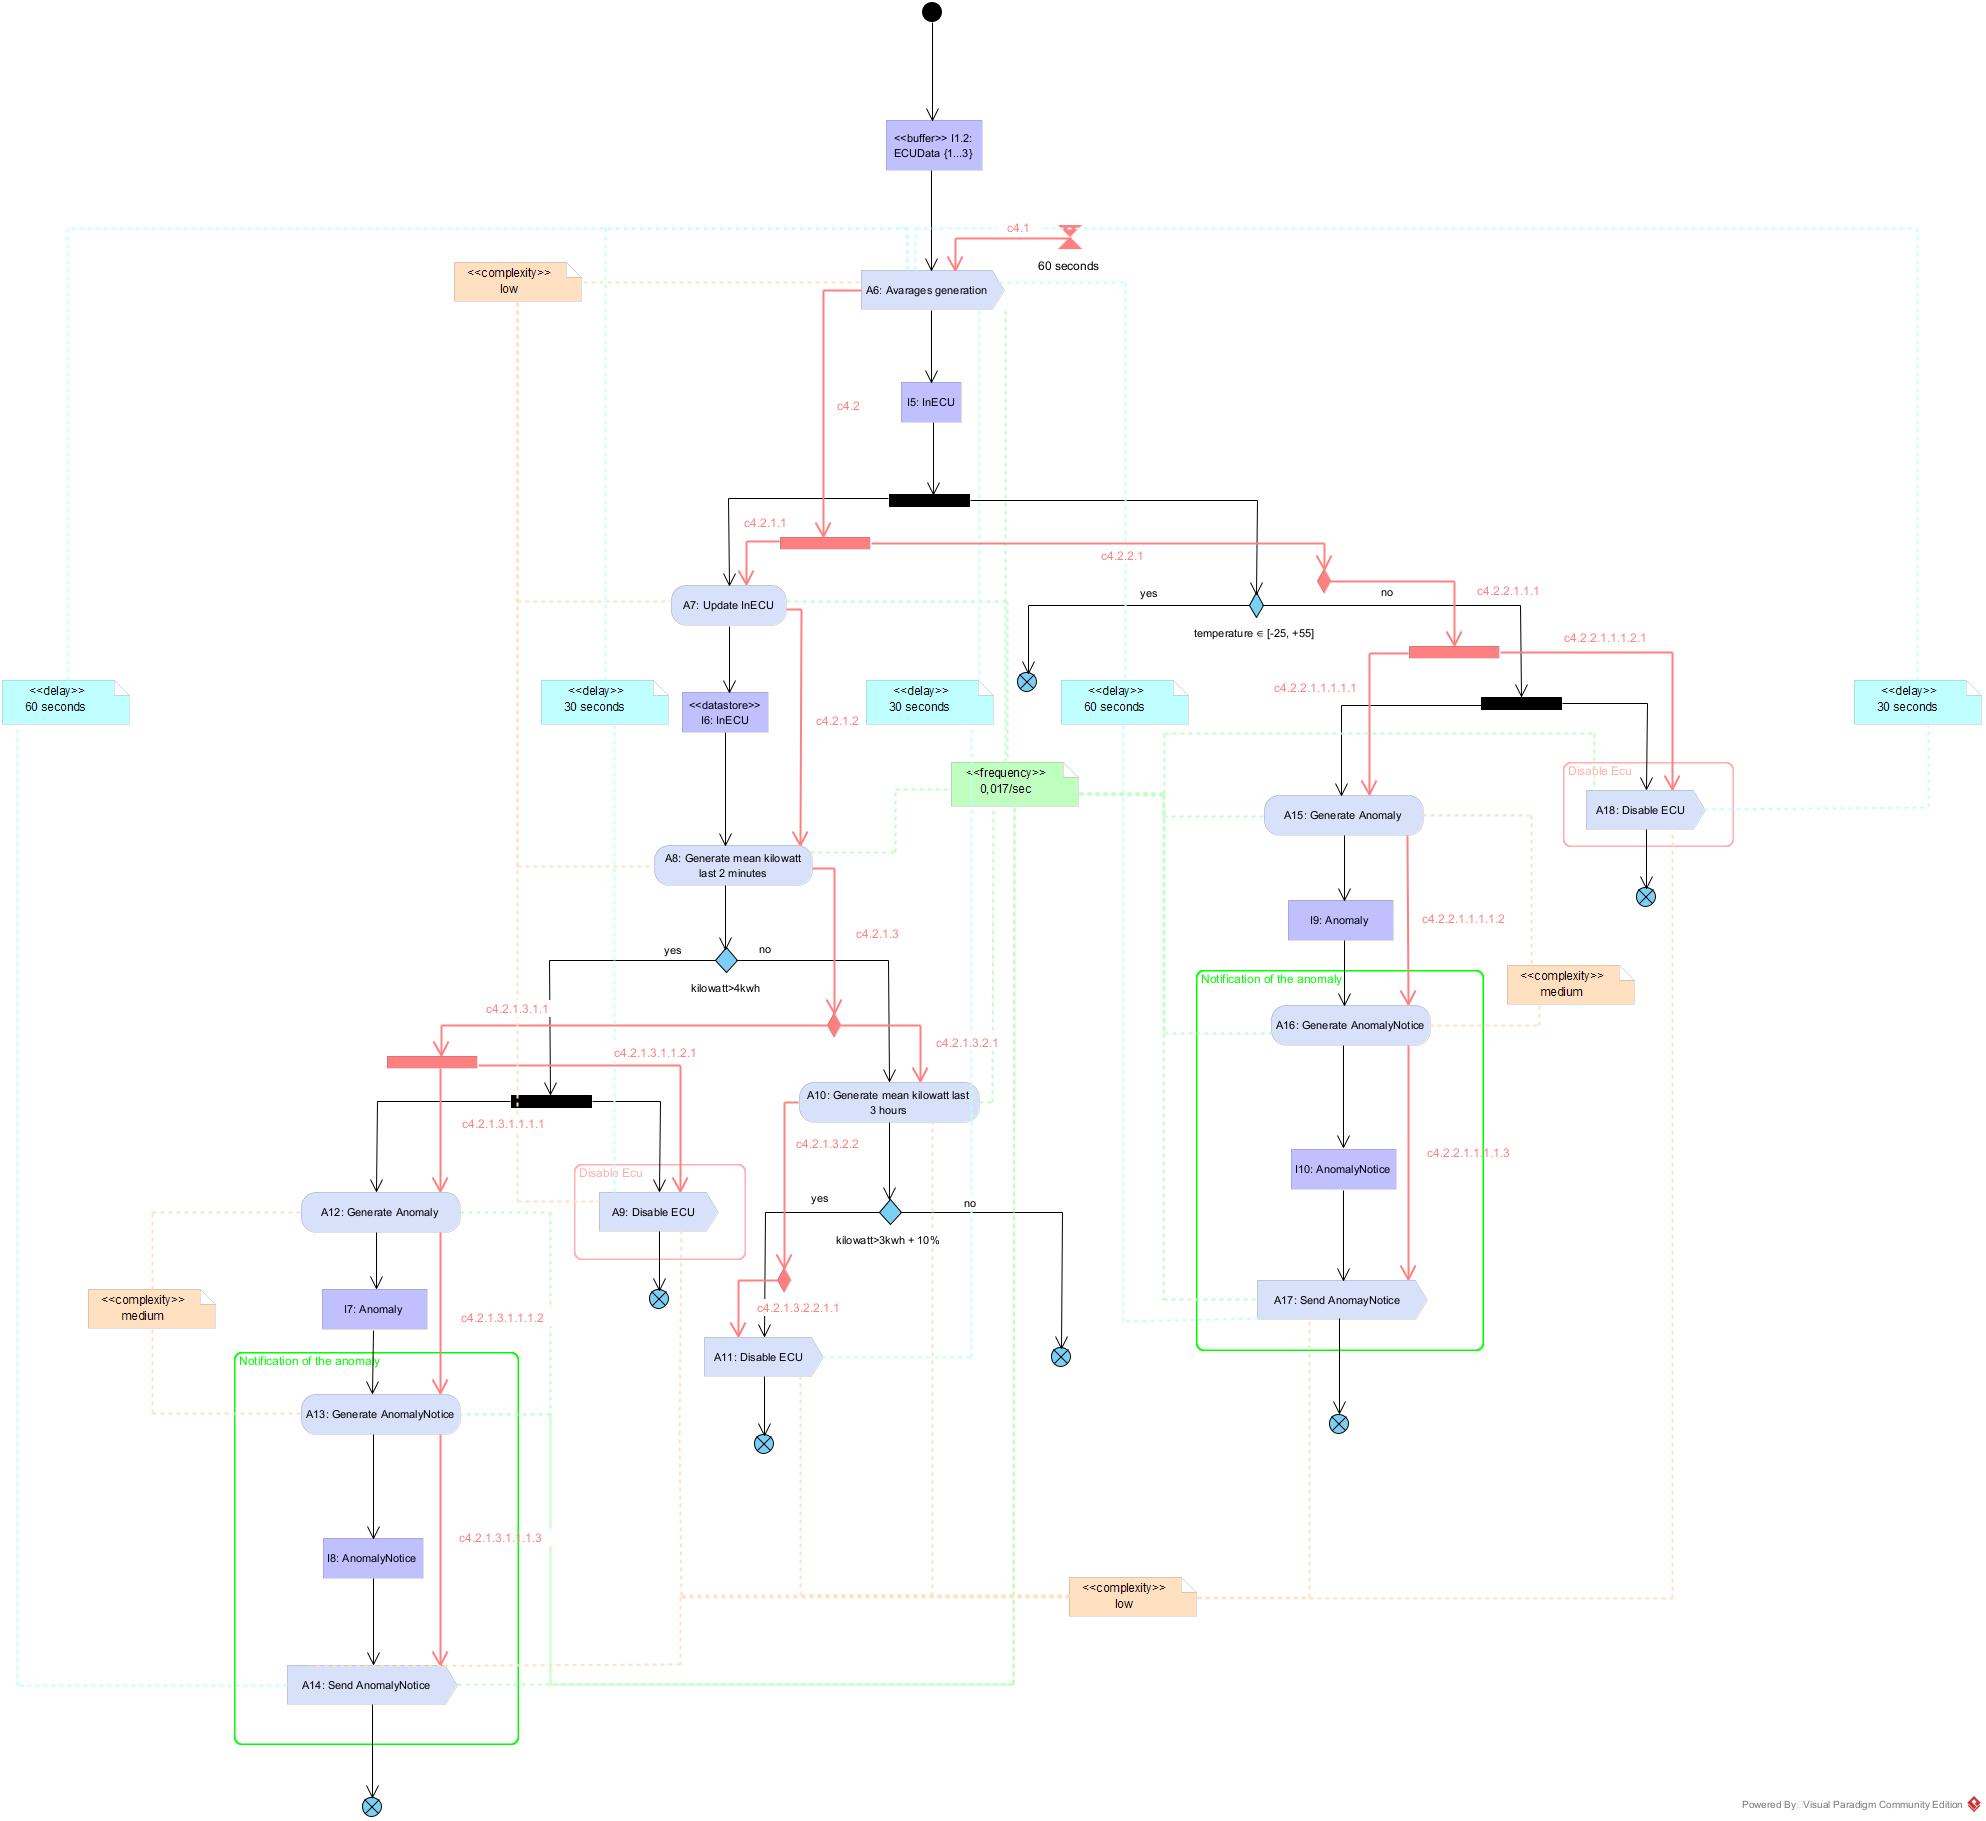 <<buffer>> I1.2:
ECUData {1...3}
c4.1
60 seconds
<<complexity>>
low
A6: Avarages generation
I5: InECU
c4.2
c4.2.1.1
c4.2.2.1
A7: Update InECU
yes
no
c4.2.2.1.1.1
temperature ∈ [-25, +55]
c4.2.2.1.1.1.2.1
<<delay>>
60 seconds
<<delay>>
30 seconds
<<datastore>>
I6: InECU
c4.2.1.2
<<delay>>
30 seconds
<<delay>>
60 seconds
c4.2.2.1.1.1.1.1
<<delay>>
30 seconds
<<frequency>>
0,017/sec
Disable Ecu
A15: Generate Anomaly
A18: Disable ECU
A8: Generate mean kilowatt
last 2 minutes
I9: Anomaly
c4.2.2.1.1.1.1.2
c4.2.1.3
yes
no
kilowatt>4kwh
Notification of the anomaly
<<complexity>>
medium
c4.2.1.3.1.1
A16: Generate AnomalyNotice
c4.2.1.3.1.1.2.1
c4.2.1.3.2.1
A10: Generate mean kilowatt last
3 hours
c4.2.1.3.1.1.1.1
c4.2.1.3.2.2
c4.2.2.1.1.1.1.3
I10: AnomalyNotice
Disable Ecu
A12: Generate Anomaly
A9: Disable ECU
yes
no
kilowatt>3kwh + 10%
<<complexity>>
medium
I7: Anomaly
c4.2.1.3.1.1.1.2
c4.2.1.3.2.2.1.1
A17: Send AnomayNotice
Notification of the anomaly
A11: Disable ECU
A13: Generate AnomalyNotice
c4.2.1.3.1.1.1.3
I8: AnomalyNotice
<<complexity>>
low
A14: Send AnomalyNotice
Powered By Visual Paradigm Community Edition